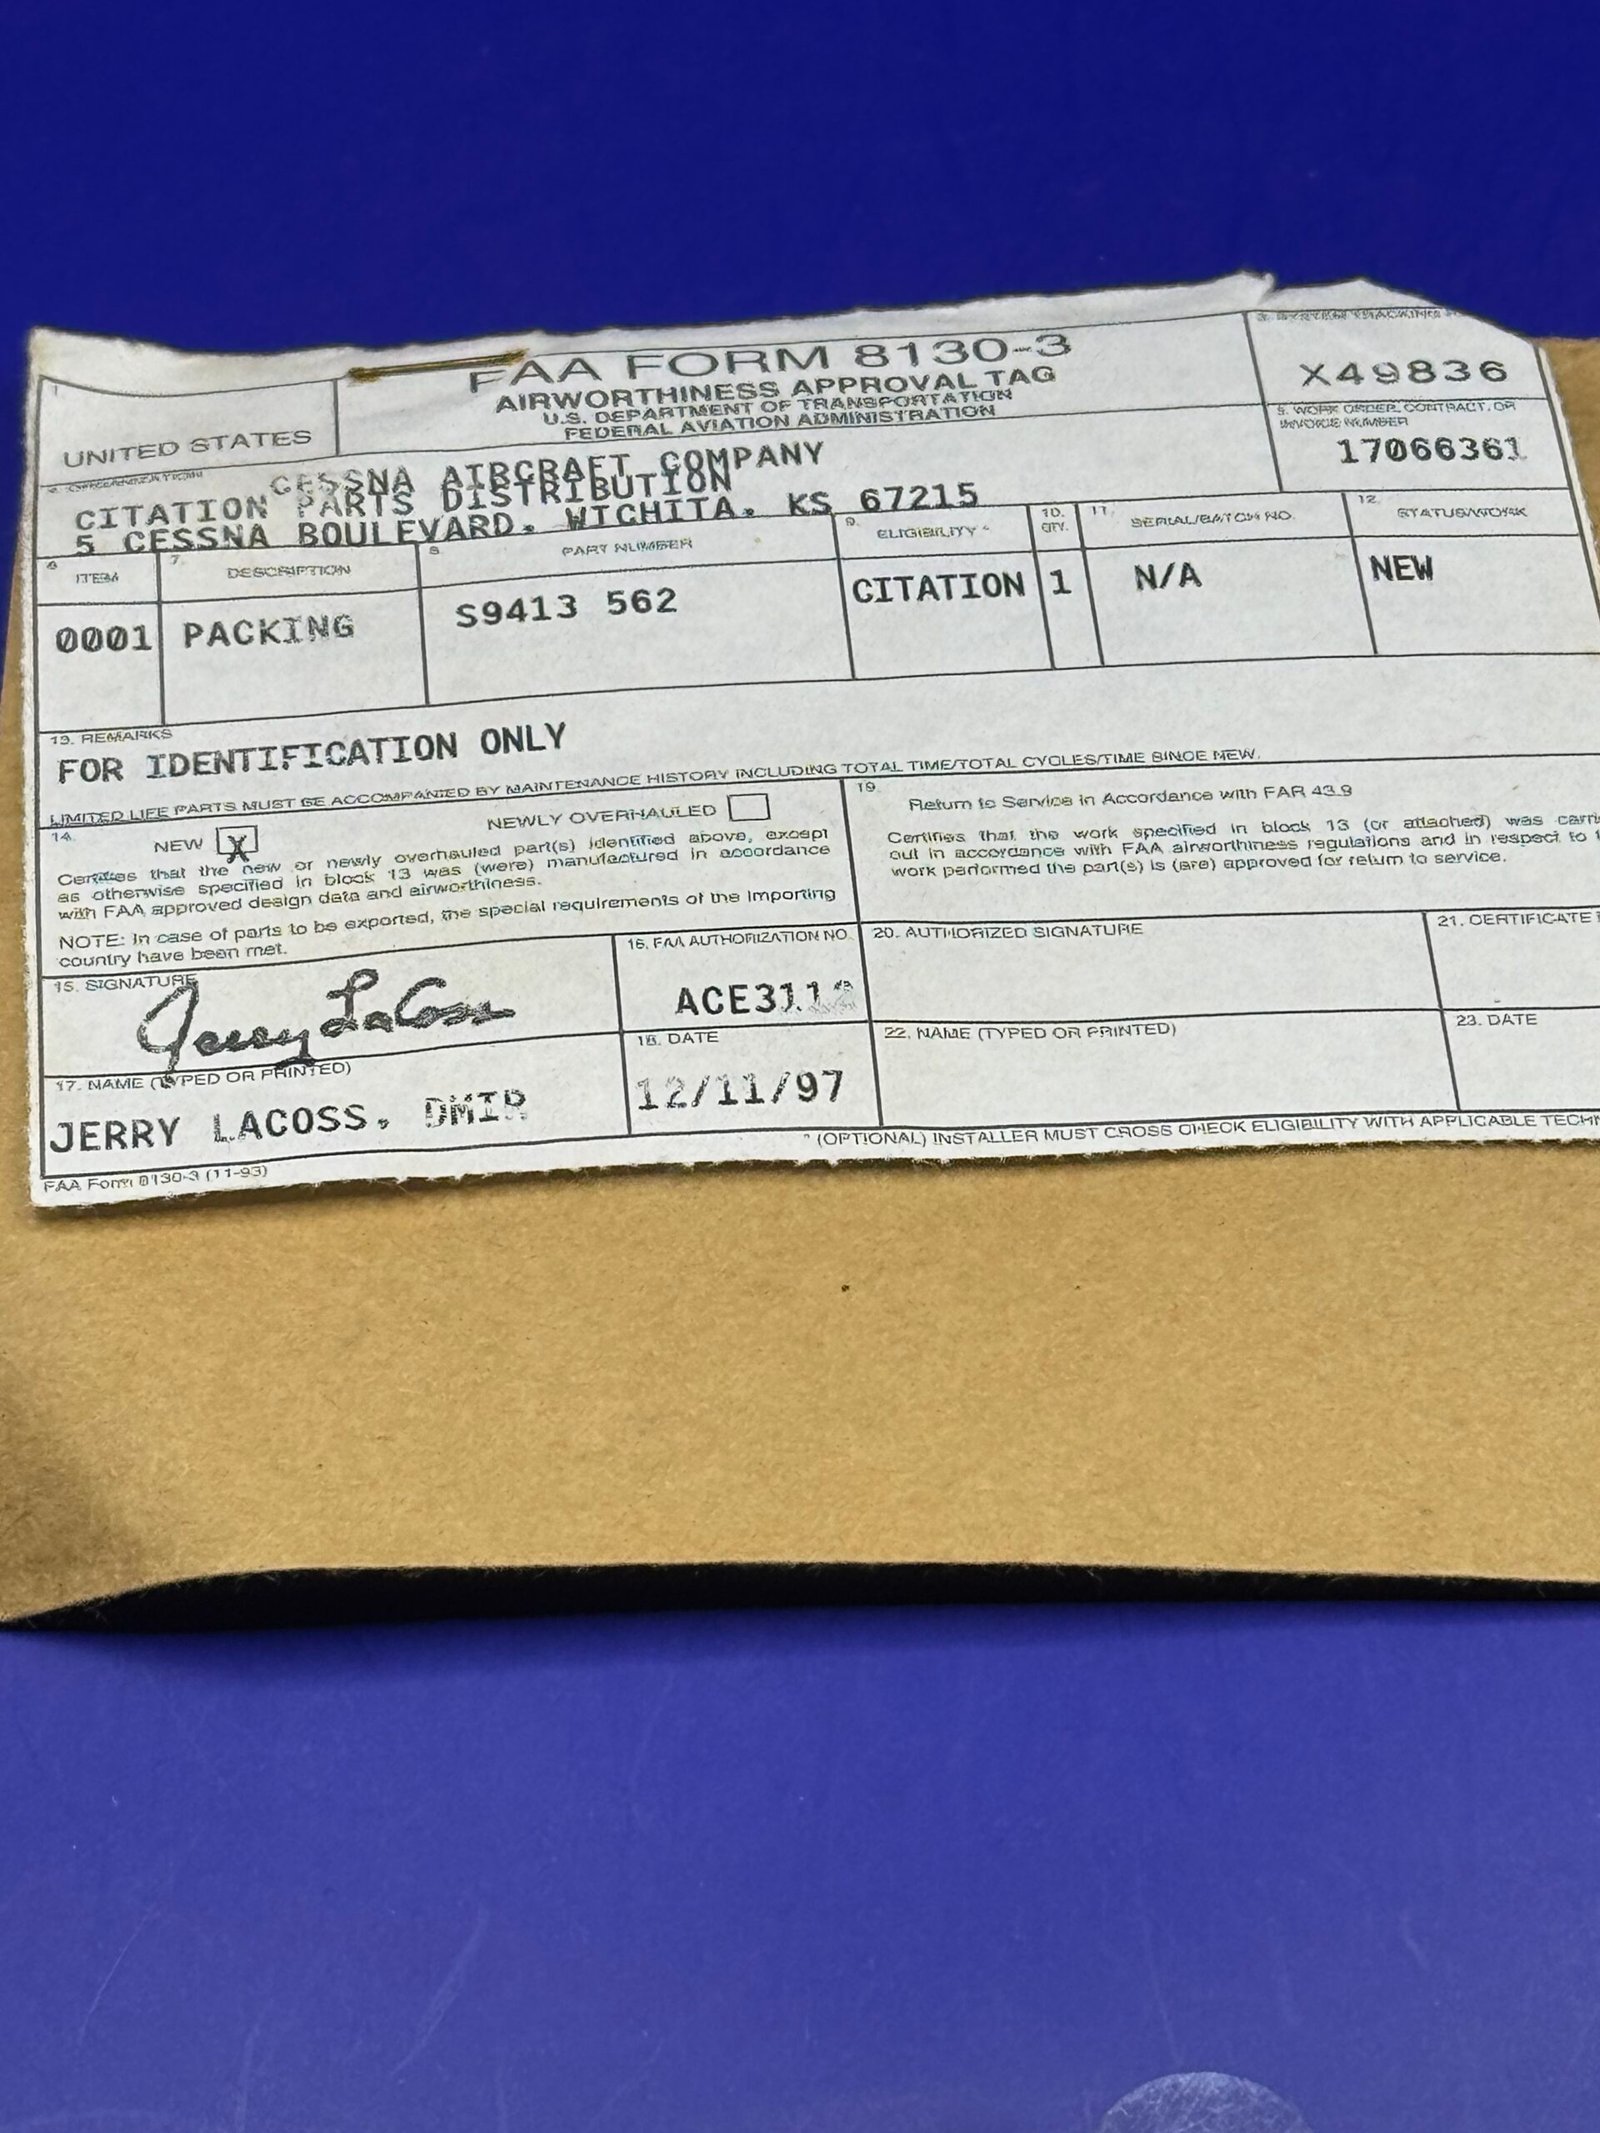 FAA FORM 8130-3
AIRWORTHINESS APPROVAL TAG
U.S. DEPARTMENT OF TRANSPORTATION
FEDERAL AVIATION ADMINISTRATION
UNITED STATES
X49836
5. WORK ORDER, CONTRACT, OR
INVOICE NUMBER
17066361
CESSNA AIRCRAFT COMPANY
CITATION PARTS DISTRIBUTION
5 CESSNA BOULEVARD. WICHITA. KS 67215
6 ITEM
7. DESCRIPTION
8 PART NUMBER
9. ELIGIBILITY *
10. QTY.
11. SERIAL/BATCH NO.
12. STATUS/WORK
0001 PACKING S9413 562 CITATION 1 N/A NEW
13. REMARKS
FOR IDENTIFICATION ONLY
LIMITED LIFE PARTS MUST BE ACCOMPANIED BY MAINTENANCE HISTORY INCLUDING TOTAL TIME/TOTAL CYCLES/TIME SINCE NEW.
14.
NEW X NEWLY OVERHAULED
Certifies that the new or newly overhauled part(s) identified above, except
as otherwise specified in block 13 was (were) manufactured in accordance
with FAA approved design data and airworthiness.
NOTE: In case of parts to be exported, the special requirements of the importing
country have been met.
19.
Return to Service in Accordance with FAR 43.9
Certifies that the work specified in block 13 (or attached) was
out in accordance with FAA airworthiness regulations and in respect to
work performed the part(s) is (are) approved for return to service.
15. SIGNATURE
Jerry LaCoss
16. FAA AUTHORIZATION NO.
17. NAME (TYPED OR PRINTED)
JERRY LACOSS. DMIR
18. DATE
12/11/97
20. AUTHORIZED SIGNATURE
21. CERTIFICATE
22. NAME (TYPED OR PRINTED)
23. DATE
FAA Form 8130-3 (11-93)
* (OPTIONAL) INSTALLER MUST CROSS CHECK ELIGIBILITY WITH APPLICABLE